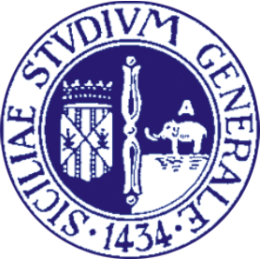 SICILIAE STVDIVM GENERALE
· 1434 ·
A